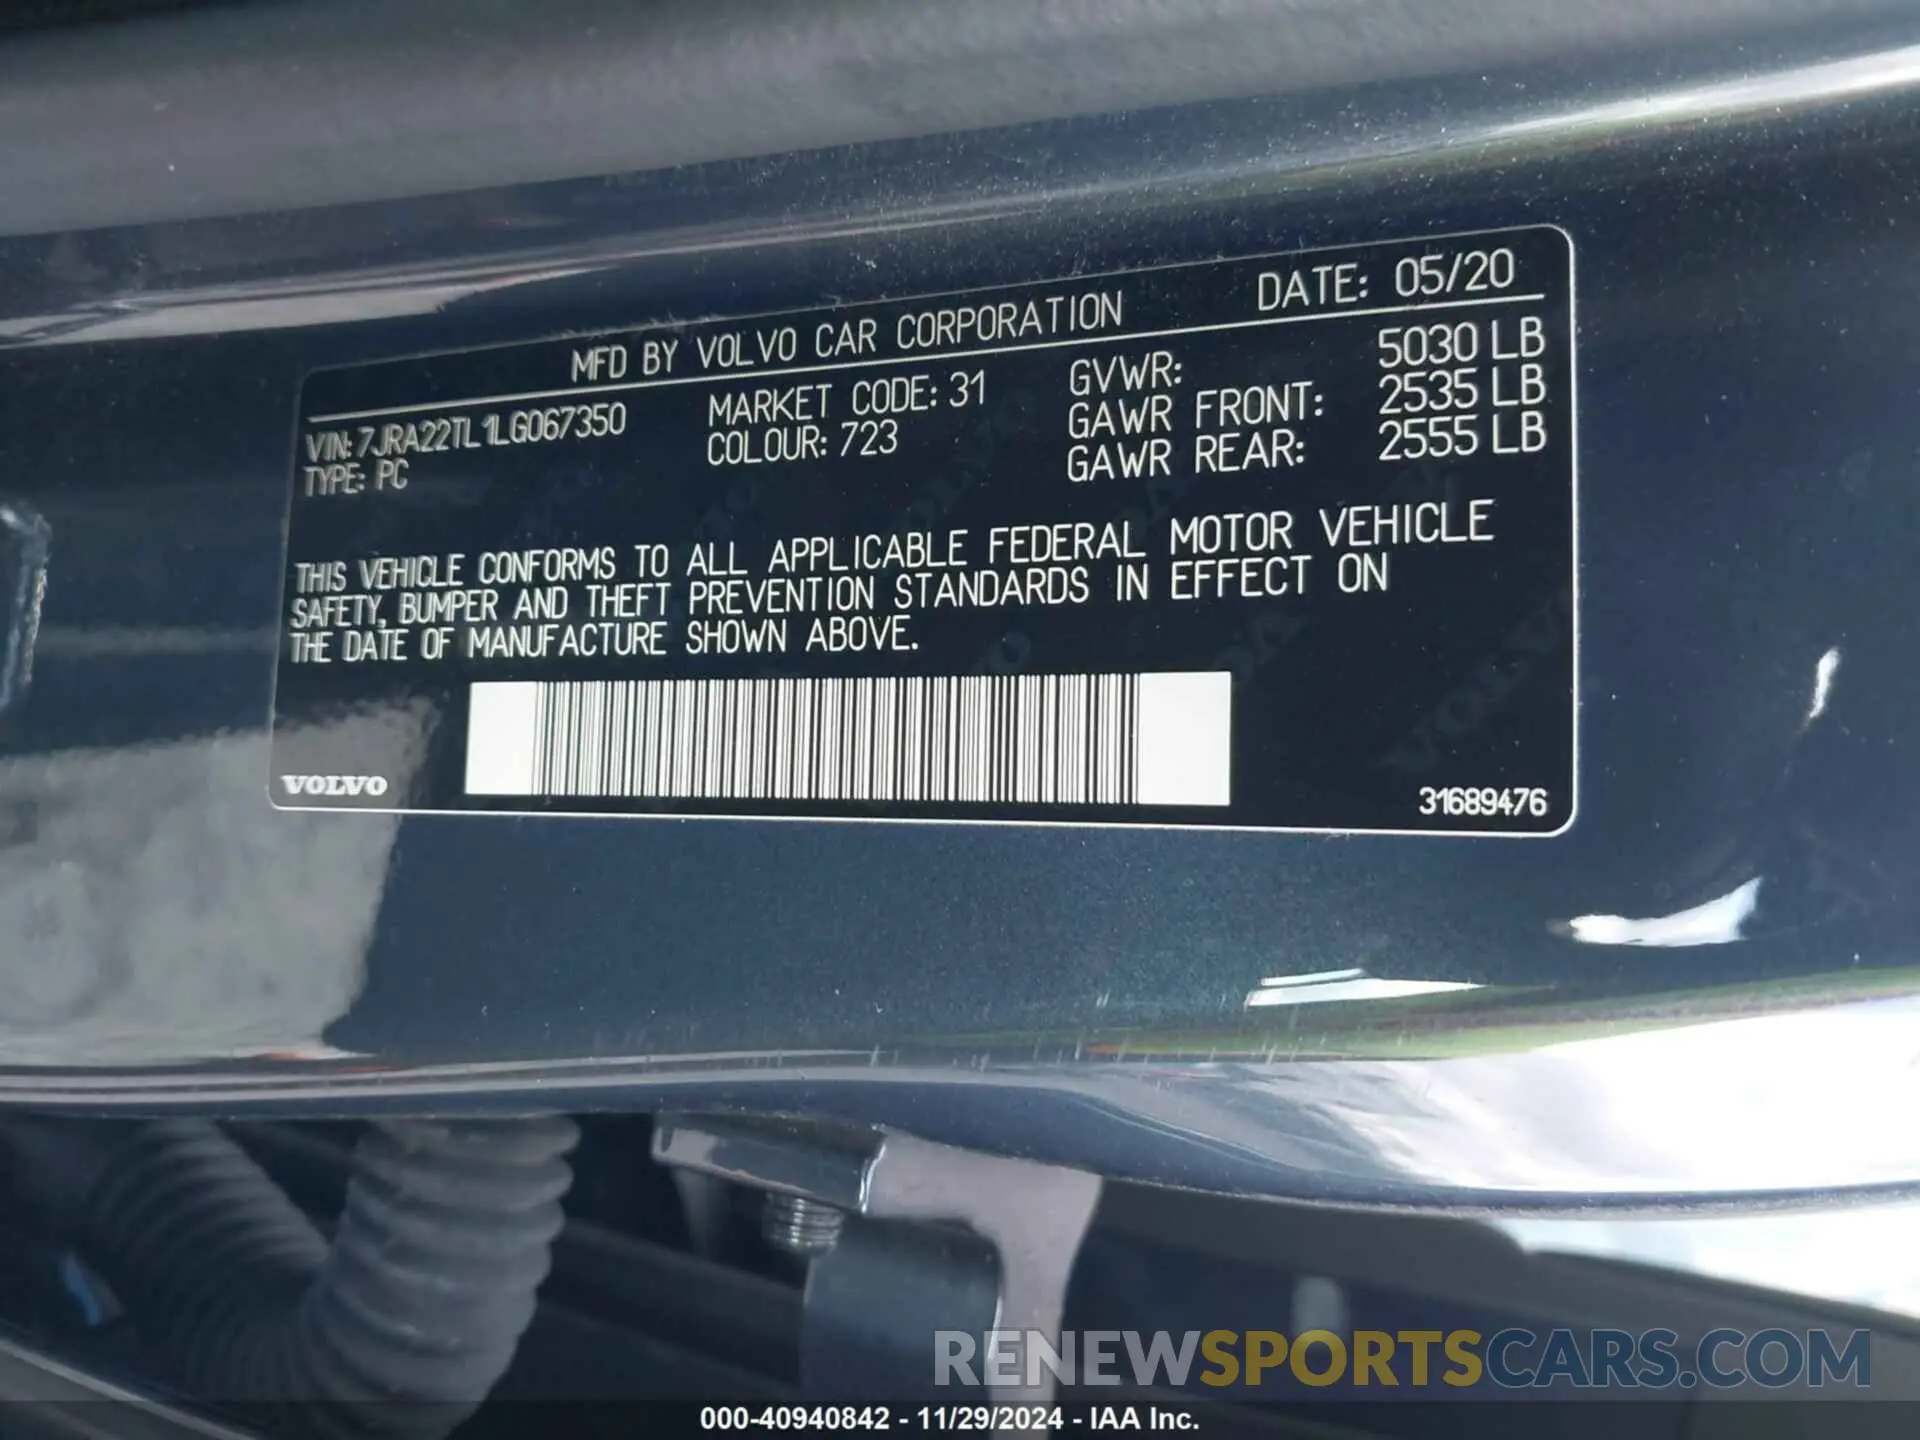 MFD BY VOLVO CAR CORPORATION DATE: 05/20
VIN: 7JRA22TL1LG067350 MARKET CODE: 31 GVWR: 5030 LB
TYPE: PC COLOUR: 723 GAWR FRONT: 2535 LB
GAWR REAR: 2555 LB
THIS VEHICLE CONFORMS TO ALL APPLICABLE FEDERAL MOTOR VEHICLE
SAFETY, BUMPER AND THEFT PREVENTION STANDARDS IN EFFECT ON
THE DATE OF MANUFACTURE SHOWN ABOVE.
VOLVO
31689476
RENEWSPORTSCARS.COM
000-40940842 - 11/29/2024 - IAA Inc.